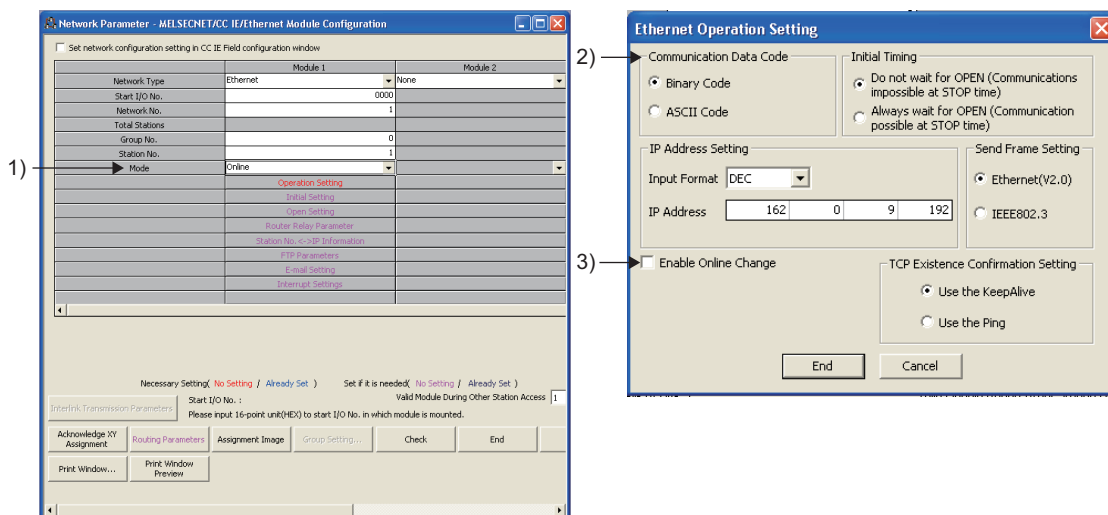 Network Parameter - MELSECNET/CC IE/Ethernet Module Configuration
Set network configuration setting in CC IE Field configuration window
Module 1 Module 2
Network Type Ethernet None
Start I/O No. 0000
Network No. 1
Total Stations
Group No. 0
Station No. 1
1) Mode Online
Operation Setting
Initial Setting
Open Setting
Router Relay Parameter
Station No. <->IP Information
FTP Parameters
E-mail Setting
Interrupt Settings
Necessary Setting( No Setting / Already Set ) Set if it is needed( No Setting / Already Set )
Interlink Transmission Parameters
Start I/O No. : Valid Module During Other Station Access 1
Please input 16-point unit(HEX) to start I/O No. in which module is mounted.
Acknowledge XY Assignment Routing Parameters Assignment Image Group Setting... Check End
Print Window... Print Window Preview
Ethernet Operation Setting
2) Communication Data Code
Binary Code
ASCII Code
Initial Timing
Do not wait for OPEN (Communications
impossible at STOP time)
Always wait for OPEN (Communication
possible at STOP time)
IP Address Setting
Input Format DEC
IP Address 162 0 9 192
Send Frame Setting
Ethernet(V2.0)
IEEE802.3
3) Enable Online Change
TCP Existence Confirmation Setting
Use the KeepAlive
Use the Ping
End Cancel